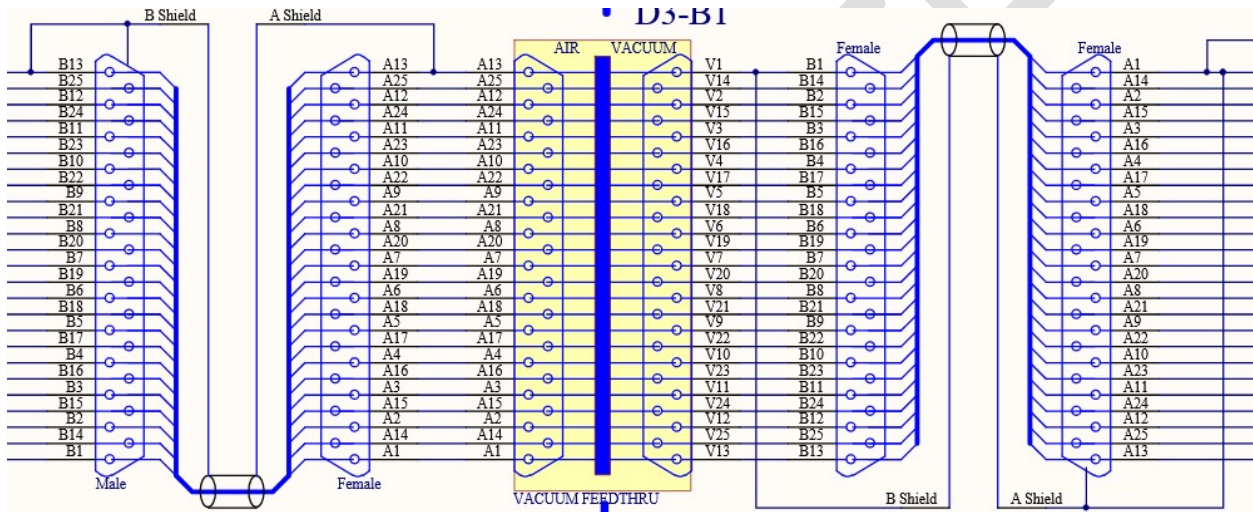 B Shield A Shield D3-B1
AIR VACUUM Female Female
B13 A13 A13 V1 B1 A1
B25 A25 A25 V14 B14 A14
B12 A12 A12 V2 B2 A2
B24 A24 A24 V15 B15 A15
B11 A11 A11 V3 B3 A3
B23 A23 A23 V16 B16 A16
B10 A10 A10 V4 B4 A4
B22 A22 A22 V17 B17 A17
B9 A9 A9 V5 B5 A5
B21 A21 A21 V18 B18 A18
B8 A8 A8 V6 B6 A6
B20 A20 A20 V19 B19 A19
B7 A7 A7 V7 B7 A7
B19 A19 A19 V20 B20 A20
B6 A6 A6 V8 B8 A8
B18 A18 A18 V21 B21 A21
B5 A5 A5 V9 B9 A9
B17 A17 A17 V22 B22 A22
B4 A4 A4 V10 B10 A10
B16 A16 A16 V23 B23 A23
B3 A3 A3 V11 B11 A11
B15 A15 A15 V24 B24 A24
B2 A2 A2 V12 B12 A12
B14 A14 A14 V25 B25 A25
B1 A1 A1 V13 B13 A13
Male Female
VACUUM FEEDTHRU B Shield A Shield